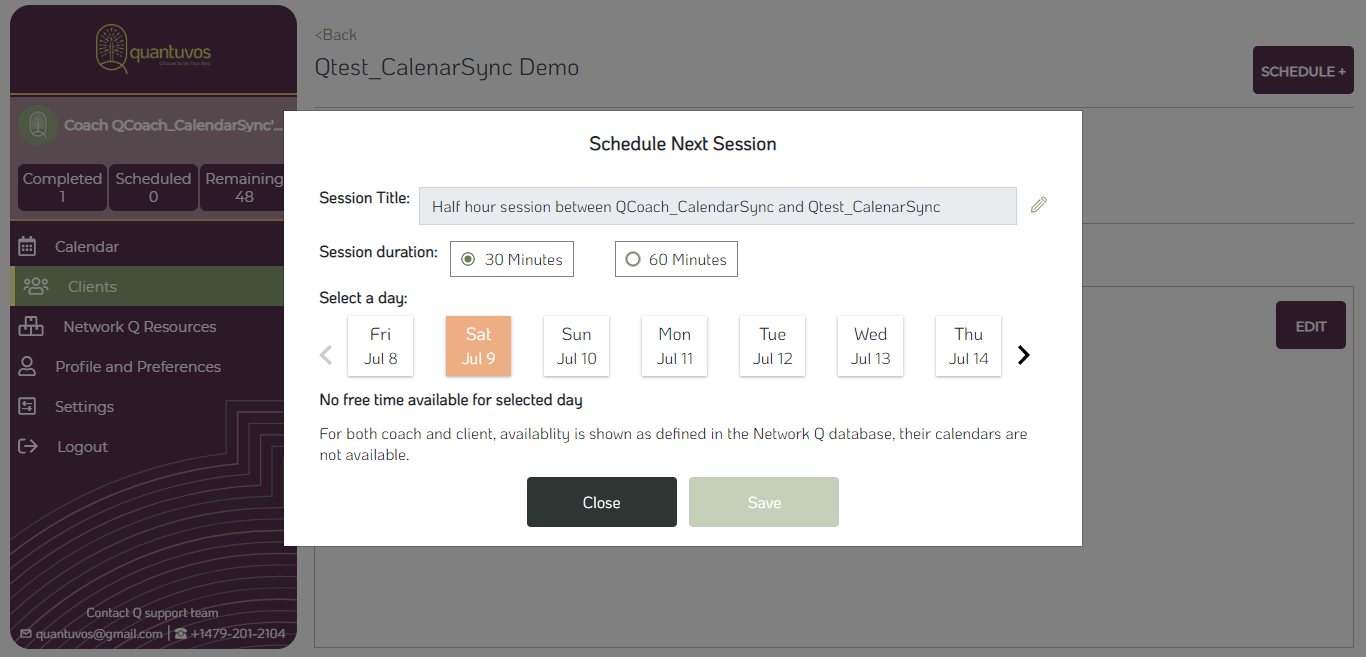 quantuvos
Choose to be Your Best
<Back
Qtest_CalenarSync Demo
SCHEDULE +
Coach QCoach_CalendarSync'...
Completed
1
Scheduled
0
Remaining
48
Calendar
Clients
Network Q Resources
Profile and Preferences
Settings
Logout
Contact Q support team
quantuvos@gmail.com | +1479-201-2104
EDIT
Schedule Next Session
Session Title: Half hour session between QCoach_CalendarSync and Qtest_CalenarSync
Session duration: 30 Minutes 60 Minutes
Select a day:
Fri Sat Sun Mon Tue Wed Thu
Jul 8 Jul 9 Jul 10 Jul 11 Jul 12 Jul 13 Jul 14
No free time available for selected day
For both coach and client, availablity is shown as defined in the Network Q database, their calendars are
not available.
Close Save